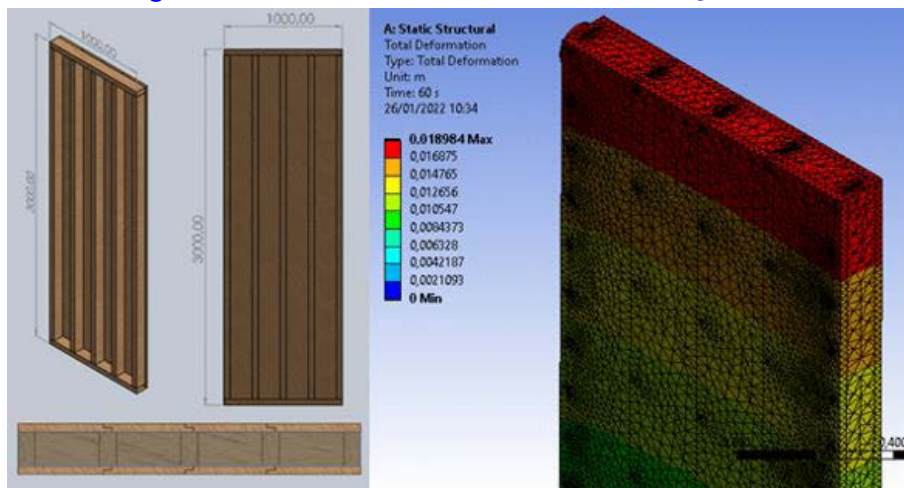 1000,00
3000,00
1000,00
3000,00
A: Static Structural
Total Deformation
Type: Total Deformation
Unit: m
Time: 60 s
26/01/2022 10:34
0,018984 Max
0,016875
0,014765
0,012656
0,010547
0,0084373
0,006328
0,0042187
0,0021093
0 Min
0,400